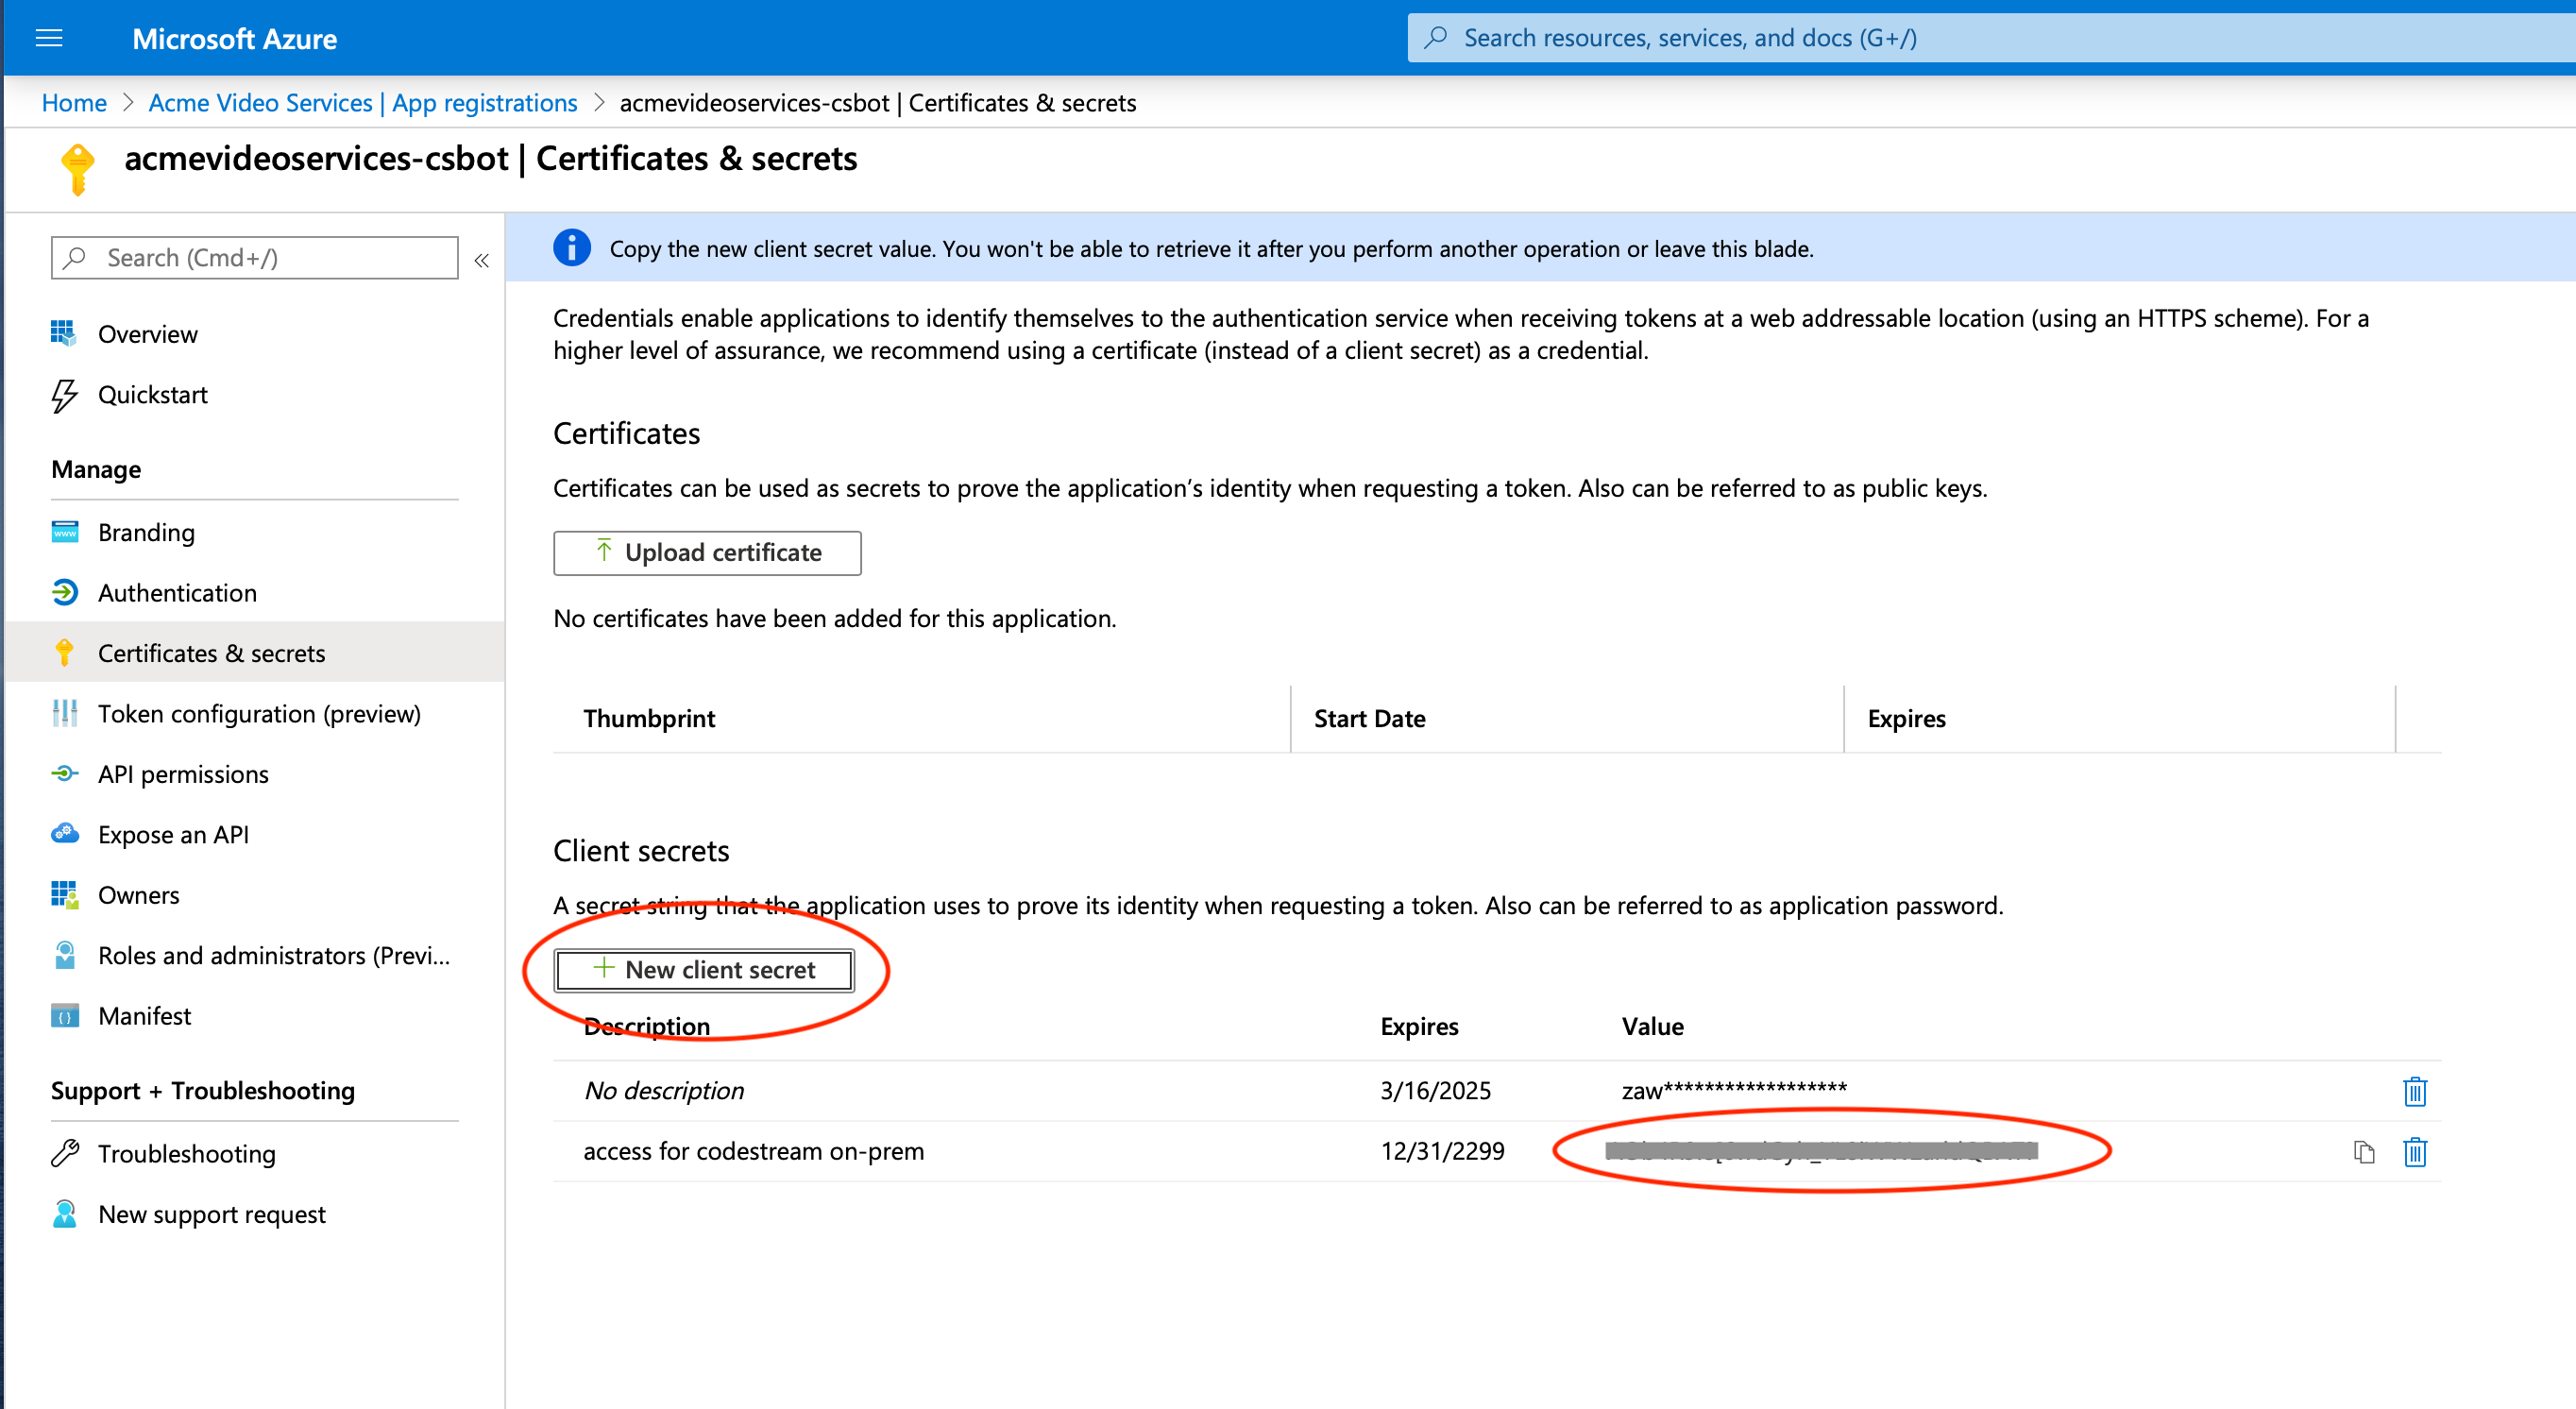 Microsoft Azure
Search resources, services, and docs (G+/)
Home > Acme Video Services | App registrations > acmevideoservices-csbot | Certificates & secrets
acmevideoservices-csbot | Certificates & secrets
Search (Cmd+/)
«
Overview
Quickstart
Manage
Branding
Authentication
Certificates & secrets
Token configuration (preview)
API permissions
Expose an API
Owners
Roles and administrators (Previ...
Manifest
Support + Troubleshooting
Troubleshooting
New support request
Copy the new client secret value. You won't be able to retrieve it after you perform another operation or leave this blade.
Credentials enable applications to identify themselves to the authentication service when receiving tokens at a web addressable location (using an HTTPS scheme). For a
higher level of assurance, we recommend using a certificate (instead of a client secret) as a credential.
Certificates
Certificates can be used as secrets to prove the application’s identity when requesting a token. Also can be referred to as public keys.
Upload certificate
No certificates have been added for this application.
Thumbprint Start Date Expires
Client secrets
A secret string that the application uses to prove its identity when requesting a token. Also can be referred to as application password.
New client secret
Description Expires Value
No description 3/16/2025 zaw******************
access for codestream on-prem 12/31/2299